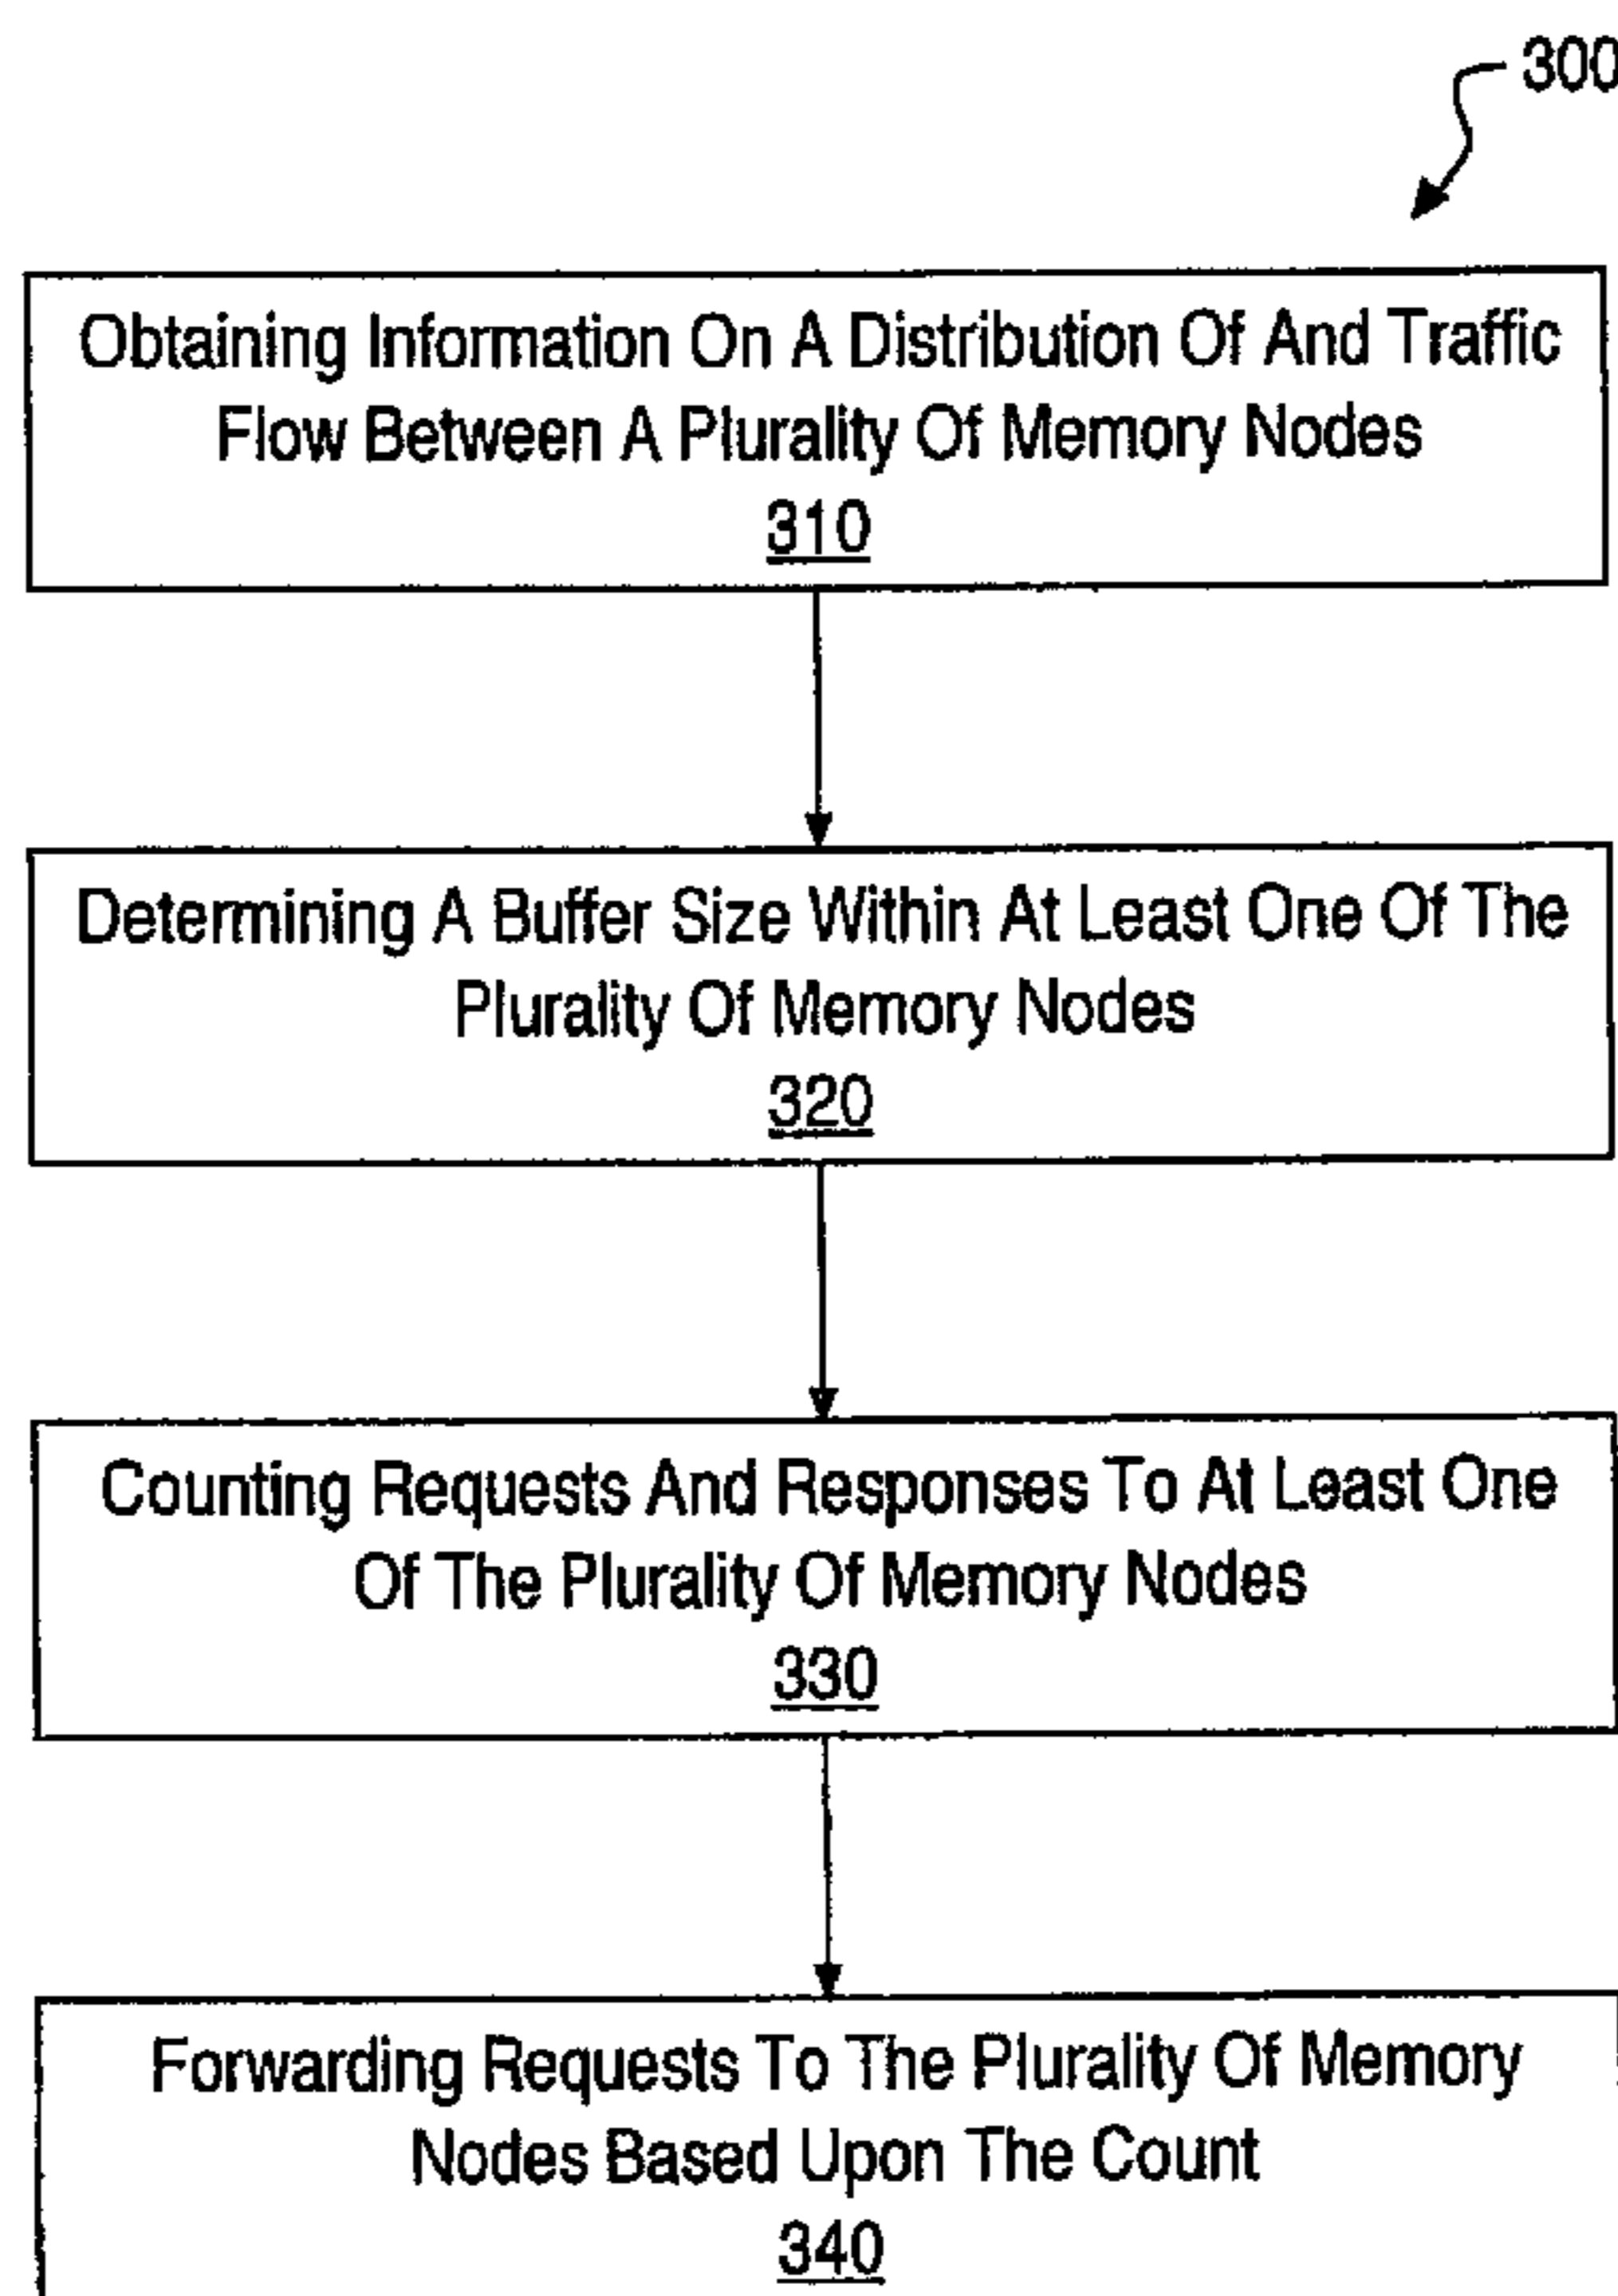 300
Obtaining Information On A Distribution Of And Traffic
Flow Between A Plurality Of Memory Nodes
310
Determining A Buffer Size Within At Least One Of The
Plurality Of Memory Nodes
320
Counting Requests And Responses To At Least One
Of The Plurality Of Memory Nodes
330
Forwarding Requests To The Plurality Of Memory
Nodes Based Upon The Count
340